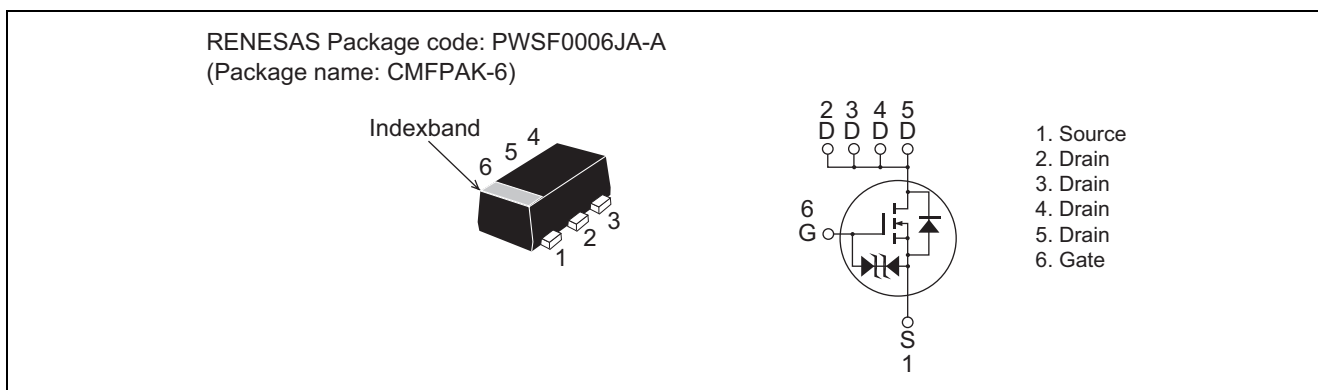 RENESAS Package code: PWSF0006JA-A
(Package name: CMFPAK-6)
Indexband
6 5 4
1 2 3
2 3 4 5
D D D D
6
G
S
1
1. Source
2. Drain
3. Drain
4. Drain
5. Drain
6. Gate